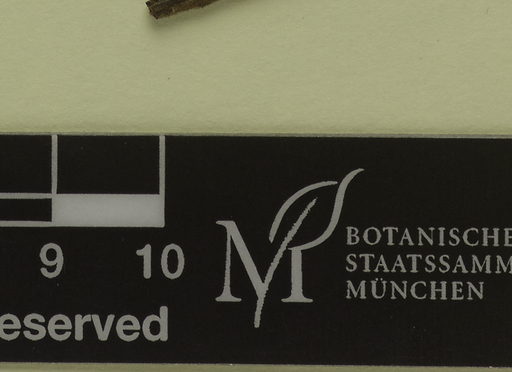 9 10
eserved
M
BOTANISCHE
STAATSSAMM
MÜNCHEN